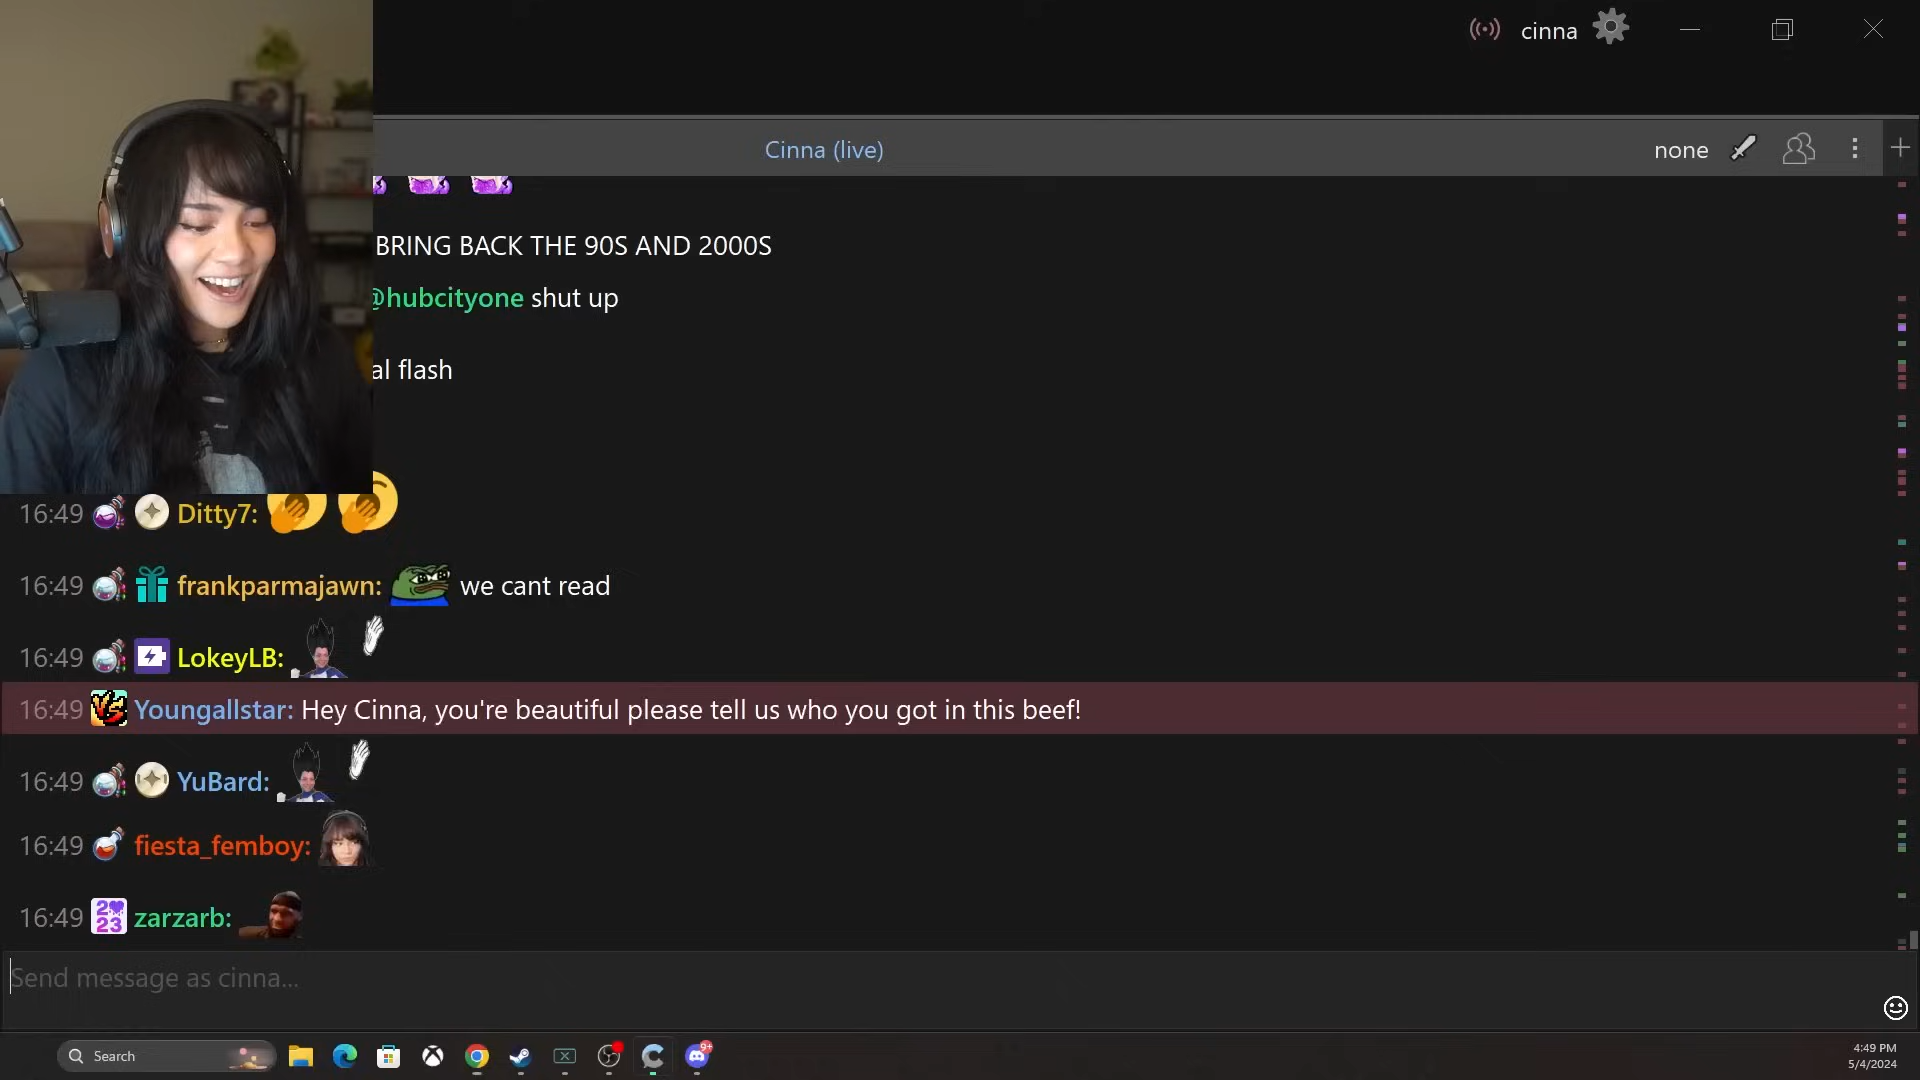 cinna
Cinna (live)
none
BRING BACK THE 90S AND 2000S
@hubcityone shut up
al flash
16:49 Ditty7:
16:49 frankparmajawn: we cant read
16:49 LokeyLB:
16:49 Youngallstar: Hey Cinna, you're beautiful please tell us who you got in this beef!
16:49 YuBard:
16:49 fiesta_femboy:
16:49 2023 zarzarb:
Send message as cinna...
Search
9+
4:49 PM
5/4/2024